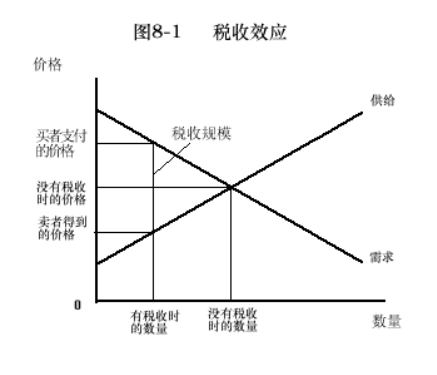 图8-1 税收效应
价格
供给
买者支付
的价格
税收规模
没有税收
时的价格
卖者得到
的价格
需求
0
有税收时
的数量
没有税收
时的数量
数量